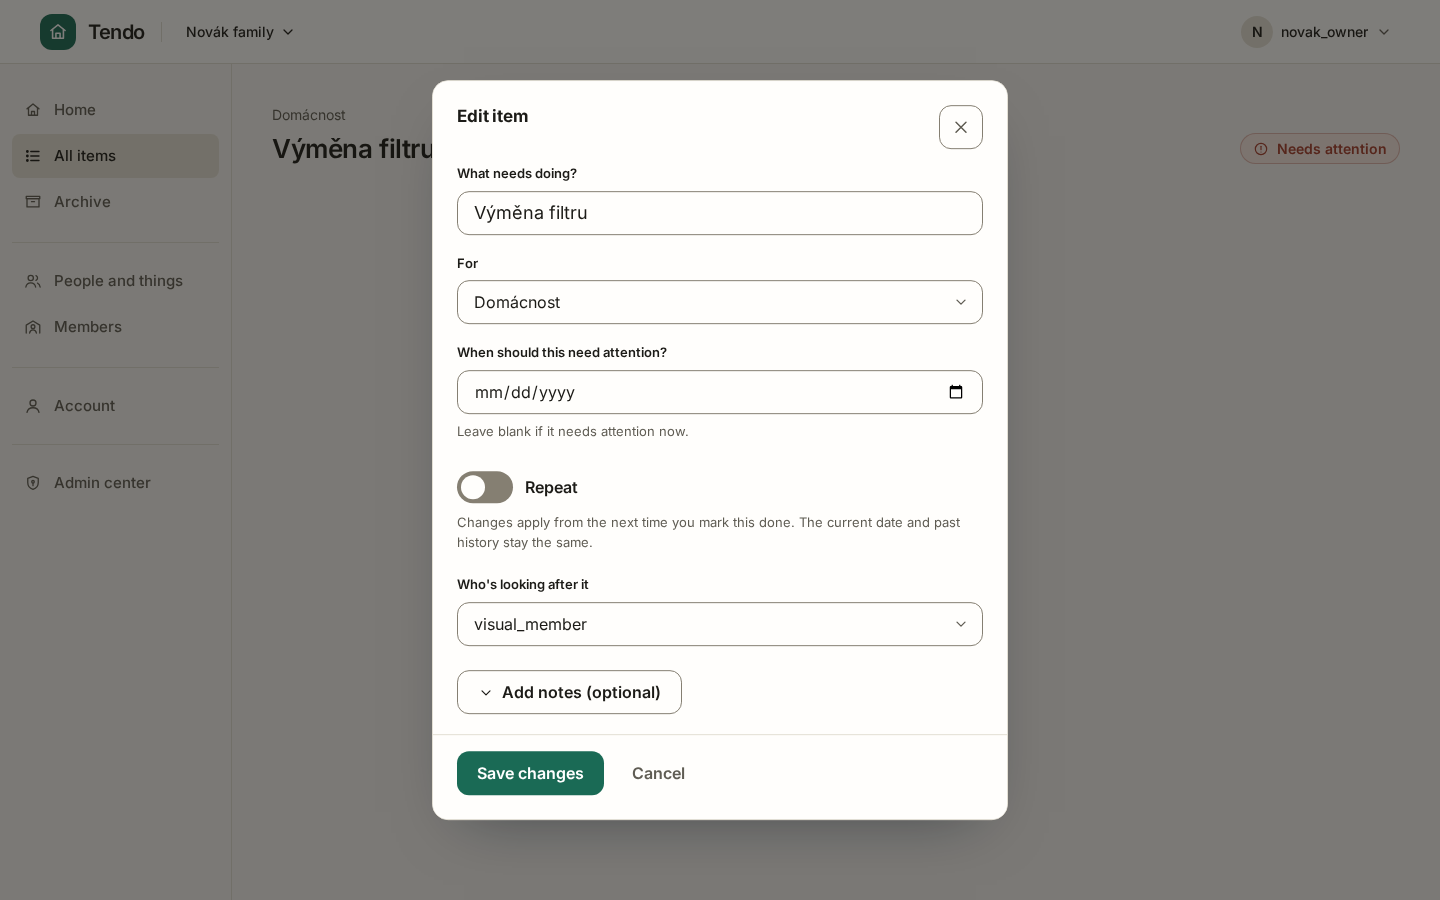 Tendo
Novák family
N
novak_owner
Home
All items
Archive
People and things
Members
Account
Admin center
Domácnost
Výměna filtru
Needs attention
Edit item
What needs doing?
Výměna filtru
For
Domácnost
When should this need attention?
mm/dd/yyyy
Leave blank if it needs attention now.
Repeat
Changes apply from the next time you mark this done. The current date and past
history stay the same.
Who's looking after it
visual_member
Add notes (optional)
Save changes
Cancel